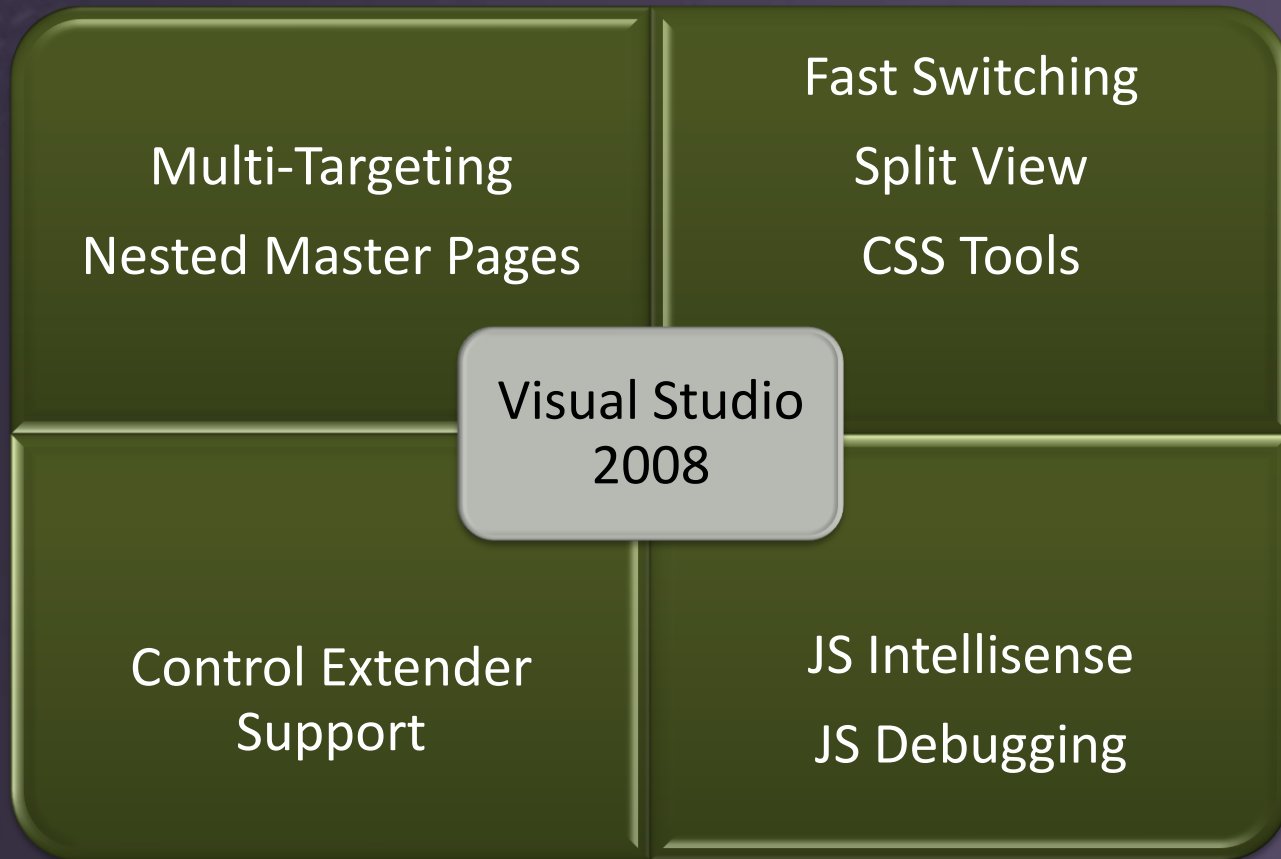 Multi-Targeting
Nested Master Pages
Fast Switching
Split View
CSS Tools
Visual Studio
2008
Control Extender
Support
JS Intellisense
JS Debugging